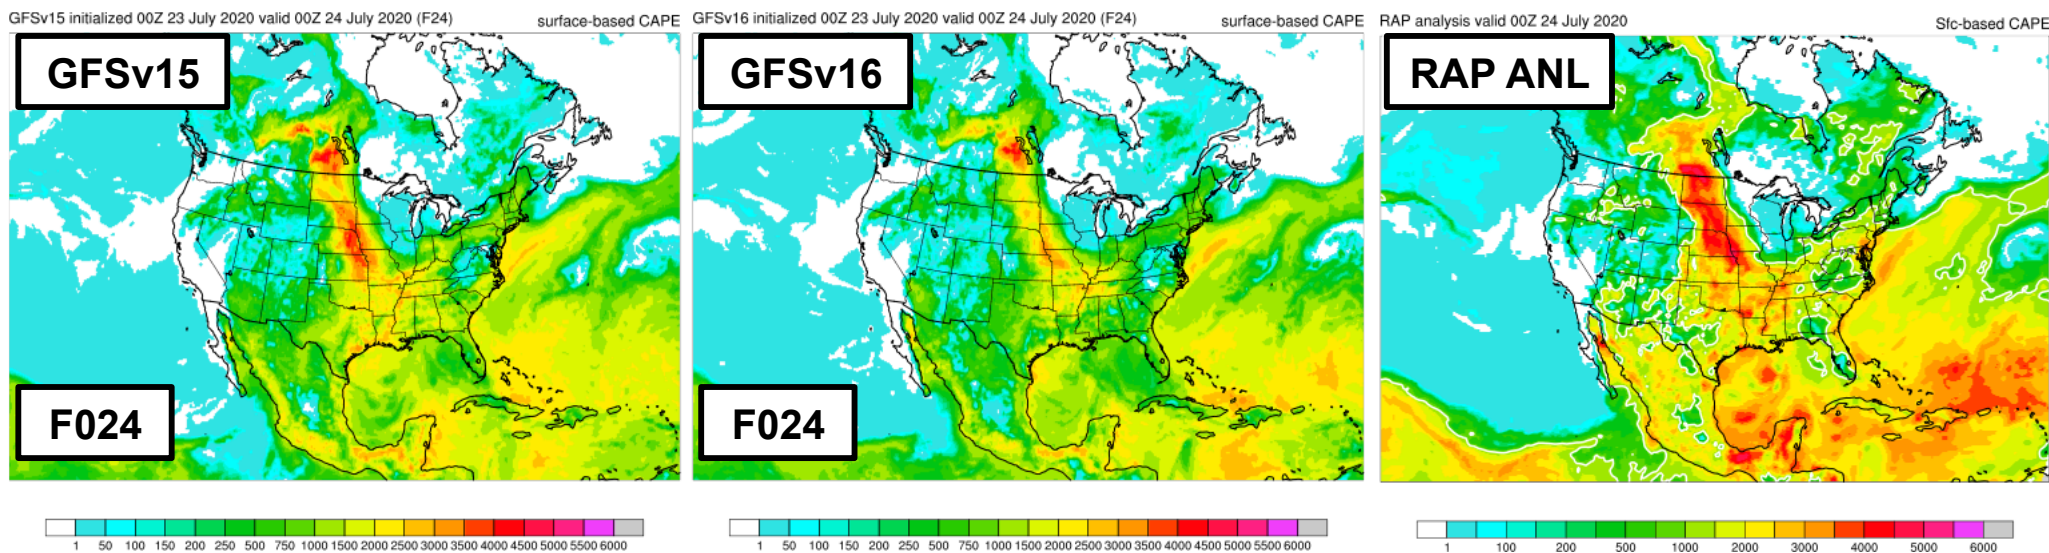 GFSv15 initialized 00Z 23 July 2020 valid 00Z 24 July 2020 (F24) surface-based CAPE
GFSv15
F024
1 50 100 150 200 250 500 750 1000 1500 2000 2500 3000 3500 4000 4500 5000 5500 6000
GFSv16 initialized 00Z 23 July 2020 valid 00Z 24 July 2020 (F24) surface-based CAPE
GFSv16
F024
1 50 100 150 200 250 500 750 1000 1500 2000 2500 3000 3500 4000 4500 5000 5500 6000
RAP analysis valid 00Z 24 July 2020 Sfc-based CAPE
RAP ANL
1 100 200 500 1000 2000 3000 4000 5000 6000